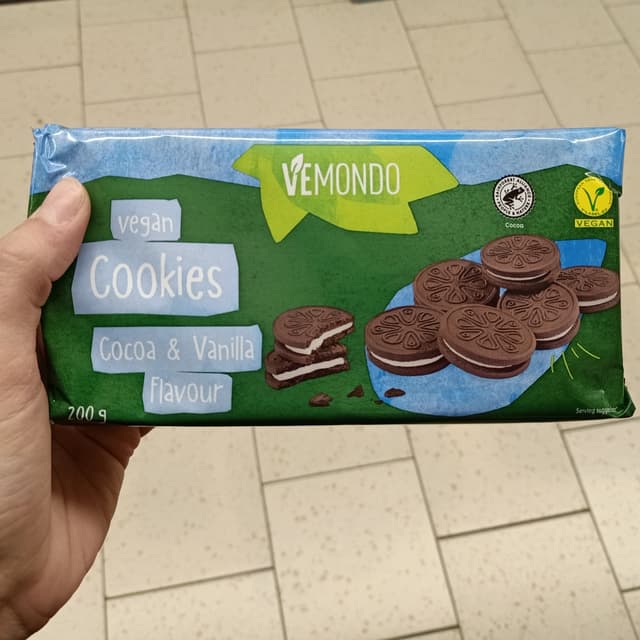 VEMONDO
vegan
Cookies
Cocoa & Vanilla
Flavour
200 g
Cocoa
VEGAN
Serving suggestion